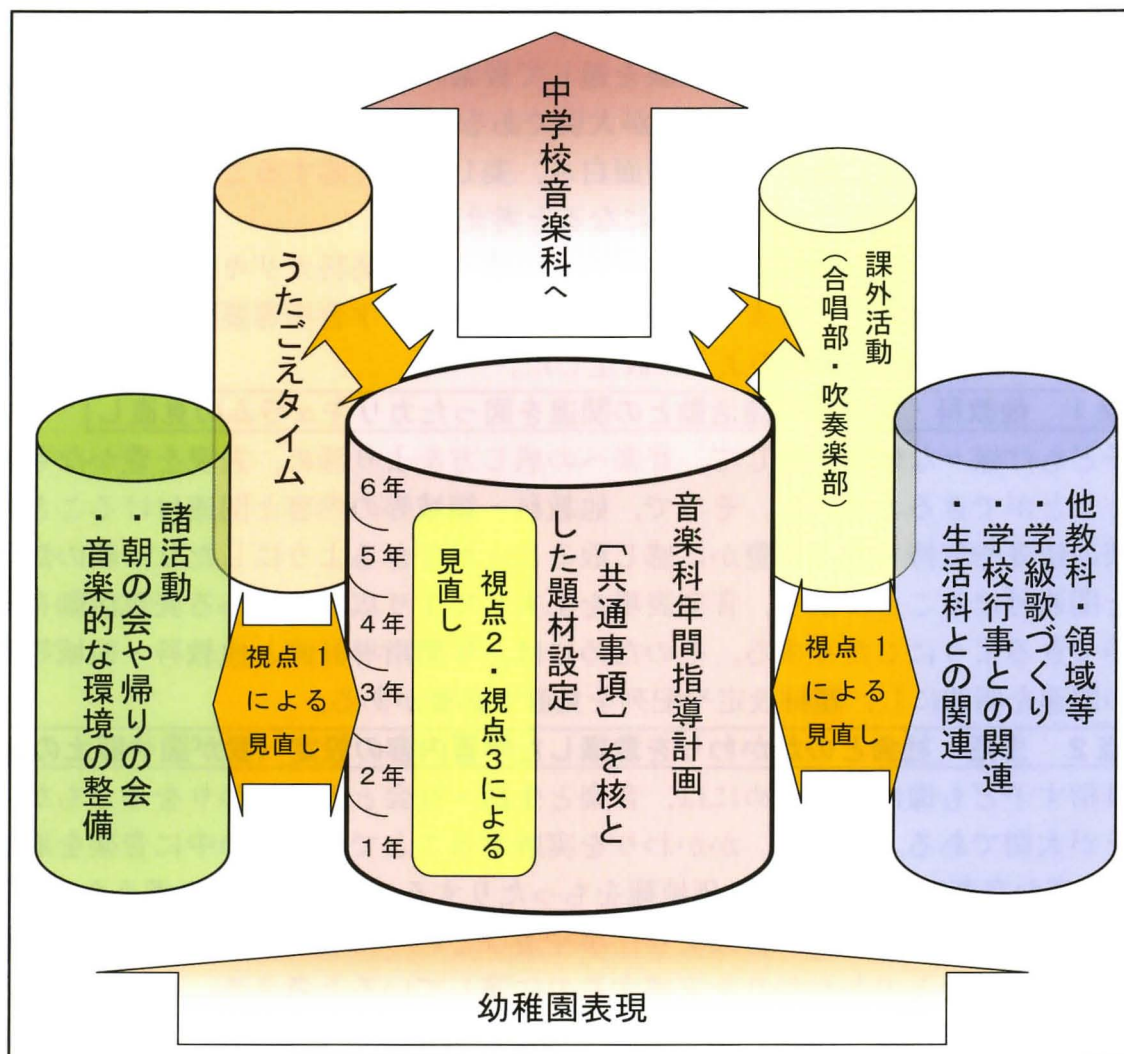 中学校音楽科へ
うたごえタイム
課外活動
（合唱部・吹奏楽部）
諸活動
・朝の会や帰りの会
・音楽的な環境の整備
視点１
による
見直し
音楽科年間指導計画
〔共通事項〕を核と
した題材設定
視点２・視点３による
見直し
６年
５年
４年
３年
２年
１年
視点１
による
見直し
他教科・領域等
学級歌づくり
・学校行事との関連
生活科との関連
幼稚園表現